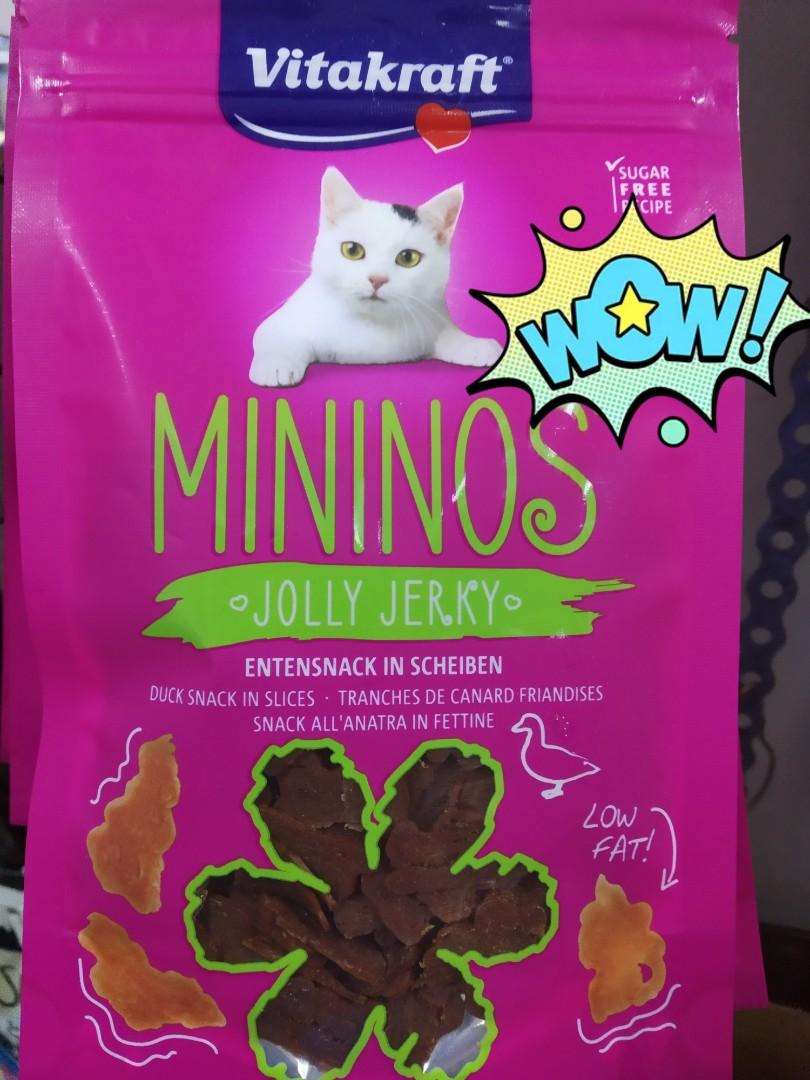 Vitakraft®
SUGAR
FREE
RECIPE
WOW!
MININOS
JOLLY JERKY
ENTENSNACK IN SCHEIBEN
DUCK SNACK IN SLICES · TRANCHES DE CANARD FRIANDISES
SNACK ALL'ANATRA IN FETTINE
LOW
FAT!